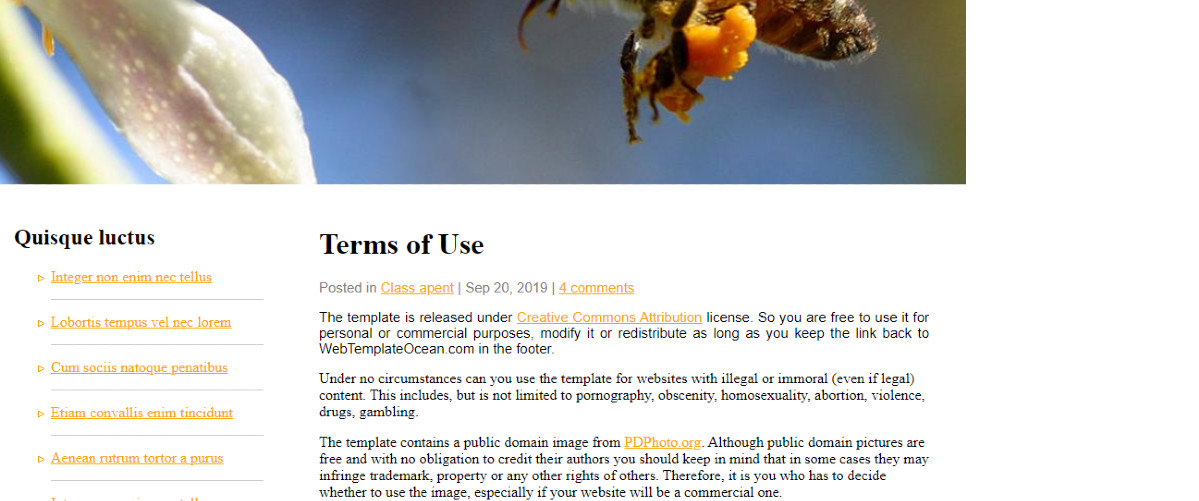 Quisque luctus
Integer non enim nec tellus
Lobortis tempus vel nec lorem
Cum sociis natoque penatibus
Etiam convallis enim tincidunt
Aenean rutrum tortor a purus
Terms of Use
Posted in Class apent | Sep 20, 2019 | 4 comments
The template is released under Creative Commons Attribution license. So you are free to use it for
personal or commercial purposes, modify it or redistribute as long as you keep the link back to
WebTemplateOcean.com in the footer.
Under no circumstances can you use the template for websites with illegal or immoral (even if legal)
content. This includes, but is not limited to pornography, obscenity, homosexuality, abortion, violence,
drugs, gambling.
The template contains a public domain image from PDPhoto.org. Although public domain pictures are
free and with no obligation to credit their authors you should keep in mind that in some cases they may
infringe trademark, property or any other rights of others. Therefore, it is you who has to decide
whether to use the image, especially if your website will be a commercial one.